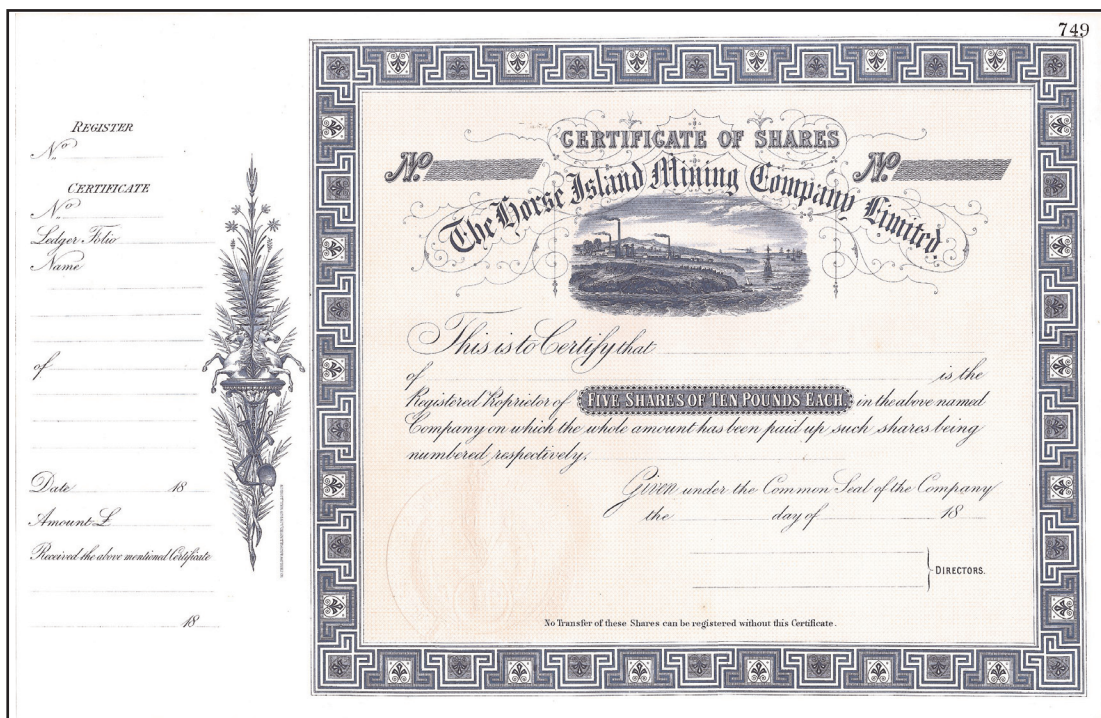 749
REGISTER
No
CERTIFICATE
No
Ledger Folio
Name
of
Date 18
Amount £
Received the above mentioned Certificate
18
CERTIFICATE OF SHARES
No. No.
The Horse Island Mining Company Limited.
This is to Certify that
of is the
Registered Proprietor of FIVE SHARES OF TEN POUNDS EACH. in the above named
Company on which the whole amount has been paid up such shares being
numbered respectively,
Given under the Common Seal of the Company
the day of 18
DIRECTORS.
No Transfer of these Shares can be registered without this Certificate.